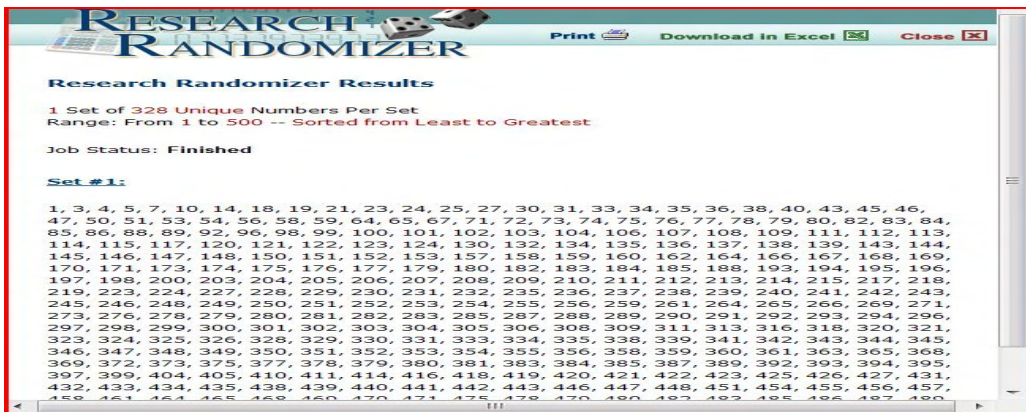 RESEARCH
RANDOMIZER
Print Download in Excel Close
Research Randomizer Results
1 Set of 328 Unique Numbers Per Set
Range: From 1 to 500 -- Sorted from Least to Greatest
Job Status: Finished
Set #1:
1, 3, 4, 5, 7, 10, 14, 18, 19, 21, 23, 24, 25, 27, 30, 31, 33, 34, 35, 36, 38, 40, 43, 45, 46,
47, 50, 51, 53, 54, 56, 58, 59, 64, 65, 67, 71, 72, 73, 74, 75, 76, 77, 78, 79, 80, 82, 83, 84,
85, 86, 88, 89, 92, 96, 98, 99, 100, 101, 102, 103, 104, 106, 107, 108, 109, 111, 112, 113,
114, 115, 117, 120, 121, 122, 123, 124, 130, 132, 134, 135, 136, 137, 138, 139, 143, 144,
145, 146, 147, 148, 150, 151, 152, 153, 157, 158, 159, 160, 162, 164, 166, 167, 168, 169,
170, 171, 173, 174, 175, 176, 177, 179, 180, 182, 183, 184, 185, 188, 193, 194, 195, 196,
197, 198, 200, 203, 204, 205, 206, 207, 208, 209, 210, 211, 212, 213, 214, 215, 217, 218,
219, 223, 224, 227, 228, 229, 230, 231, 232, 235, 236, 237, 238, 239, 240, 241, 242, 243,
245, 246, 248, 249, 250, 251, 252, 253, 254, 255, 256, 259, 261, 264, 265, 266, 269, 271,
273, 276, 278, 279, 280, 281, 282, 283, 285, 287, 288, 289, 290, 291, 292, 293, 294, 296,
297, 298, 299, 300, 301, 302, 303, 304, 305, 306, 308, 309, 311, 313, 316, 318, 320, 321,
323, 324, 325, 326, 328, 329, 330, 331, 333, 334, 335, 338, 339, 341, 342, 343, 344, 345,
346, 347, 348, 349, 350, 351, 352, 353, 354, 355, 356, 358, 359, 360, 361, 363, 365, 368,
369, 372, 373, 375, 377, 378, 379, 380, 381, 383, 384, 385, 387, 389, 392, 393, 394, 395,
397, 399, 404, 405, 410, 411, 414, 416, 418, 419, 420, 421, 422, 423, 425, 426, 427, 431,
432, 433, 434, 435, 438, 439, 440, 441, 442, 443, 446, 447, 448, 451, 454, 455, 456, 457,